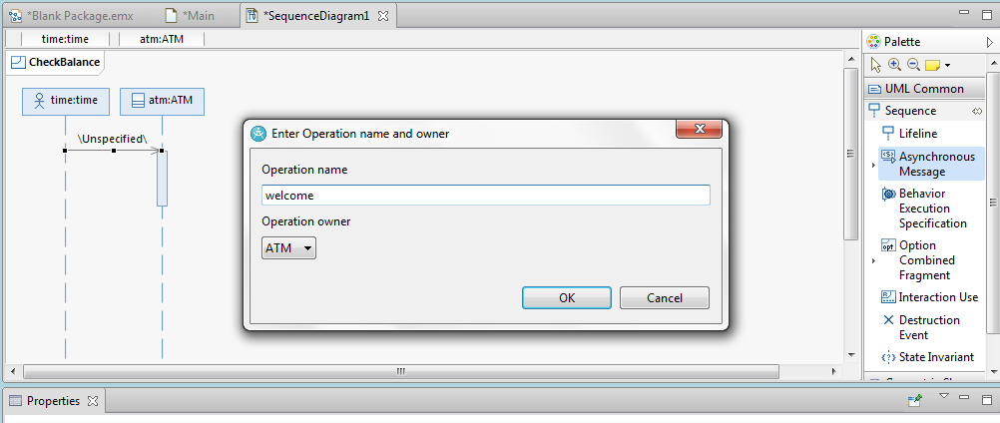 *Blank Package.emx
*Main
*SequenceDiagram1
time:time
atm:ATM
CheckBalance
time:time
atm:ATM
\Unspecified\
Enter Operation name and owner
Operation name
welcome
Operation owner
ATM
OK
Cancel
Palette
UML Common
Sequence
Lifeline
Asynchronous
Message
Behavior
Execution
Specification
opt
Option
Combined
Fragment
Interaction Use
Destruction
Event
State Invariant
Properties